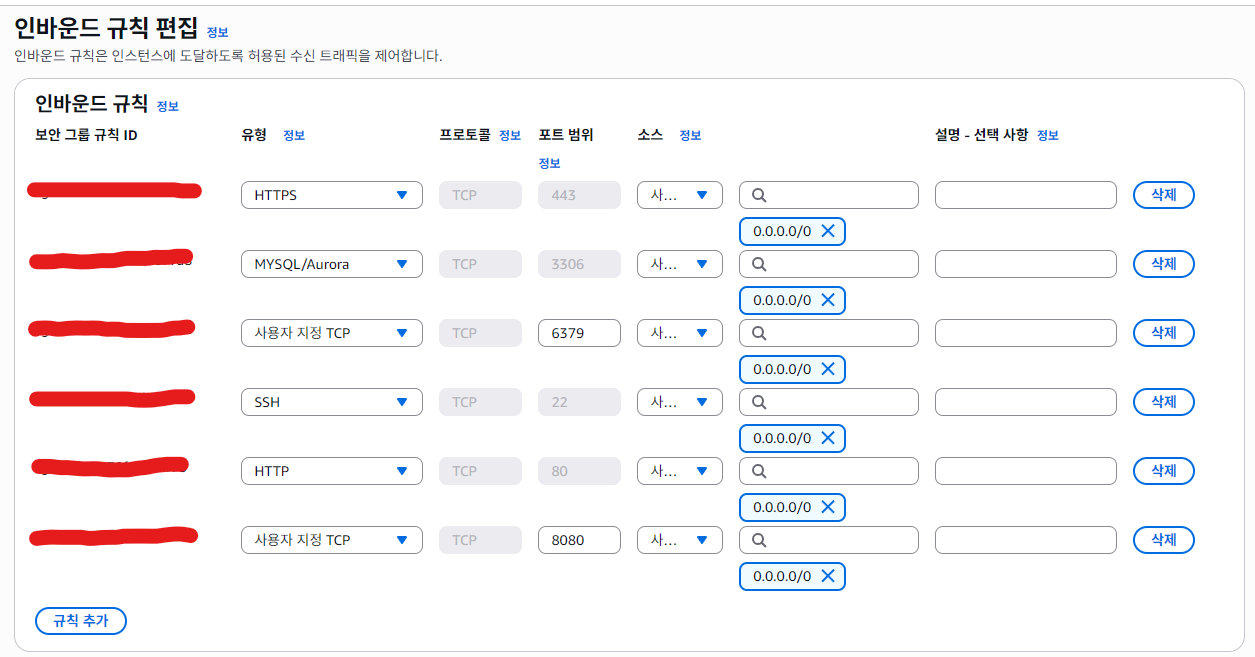 인바운드 규칙 편집 정보
인바운드 규칙은 인스턴스에 도달하도록 허용된 수신 트래픽을 제어합니다.
인바운드 규칙 정보
보안 그룹 규칙 ID 유형 정보 프로토콜 정보 포트 범위 정보 소스 정보 설명 - 선택 사항 정보
HTTPS TCP 443 사... 삭제
0.0.0.0/0
MYSQL/Aurora TCP 3306 사... 삭제
0.0.0.0/0
사용자 지정 TCP TCP 6379 사... 삭제
0.0.0.0/0
SSH TCP 22 사... 삭제
0.0.0.0/0
HTTP TCP 80 사... 삭제
0.0.0.0/0
사용자 지정 TCP TCP 8080 사... 삭제
0.0.0.0/0
규칙 추가